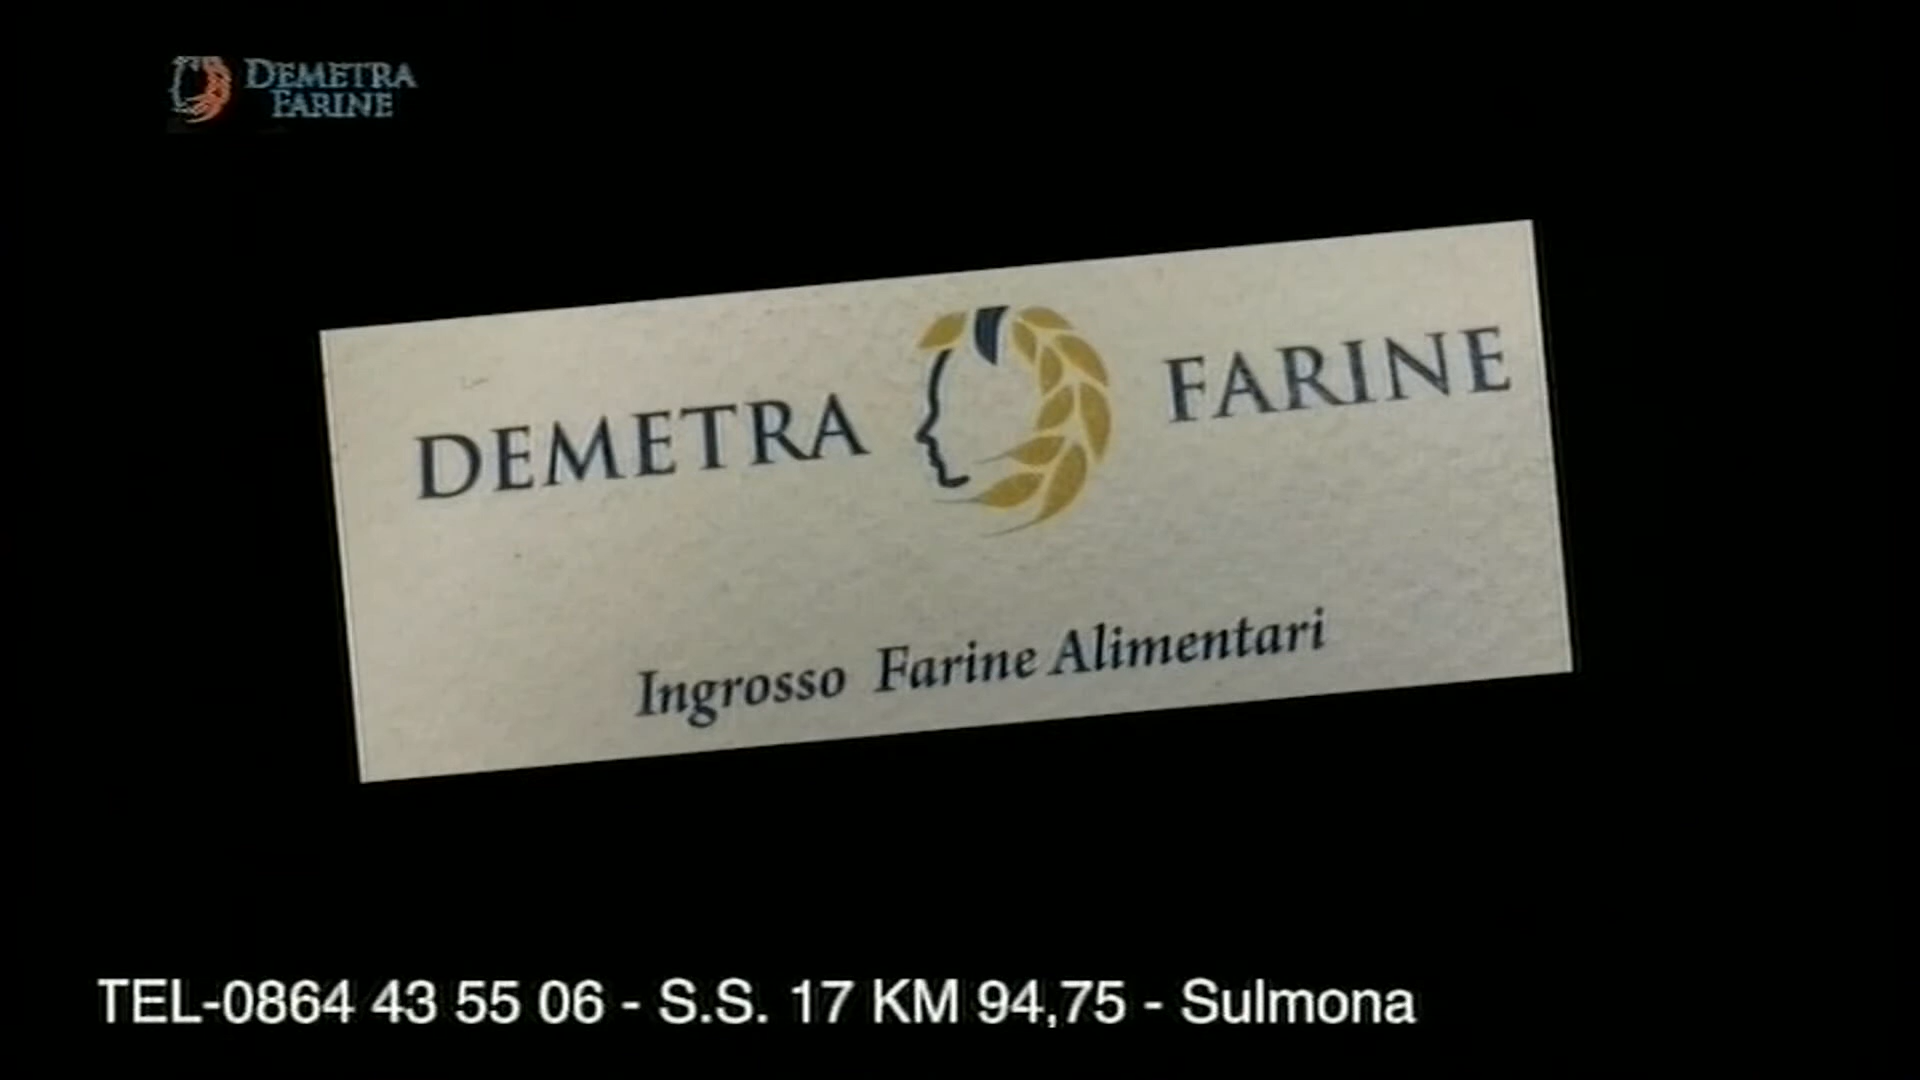 DEMETRA
FARINE
DEMETRA FARINE
Ingrosso Farine Alimentari
TEL-0864 43 55 06 - S.S. 17 KM 94,75 - Sulmona